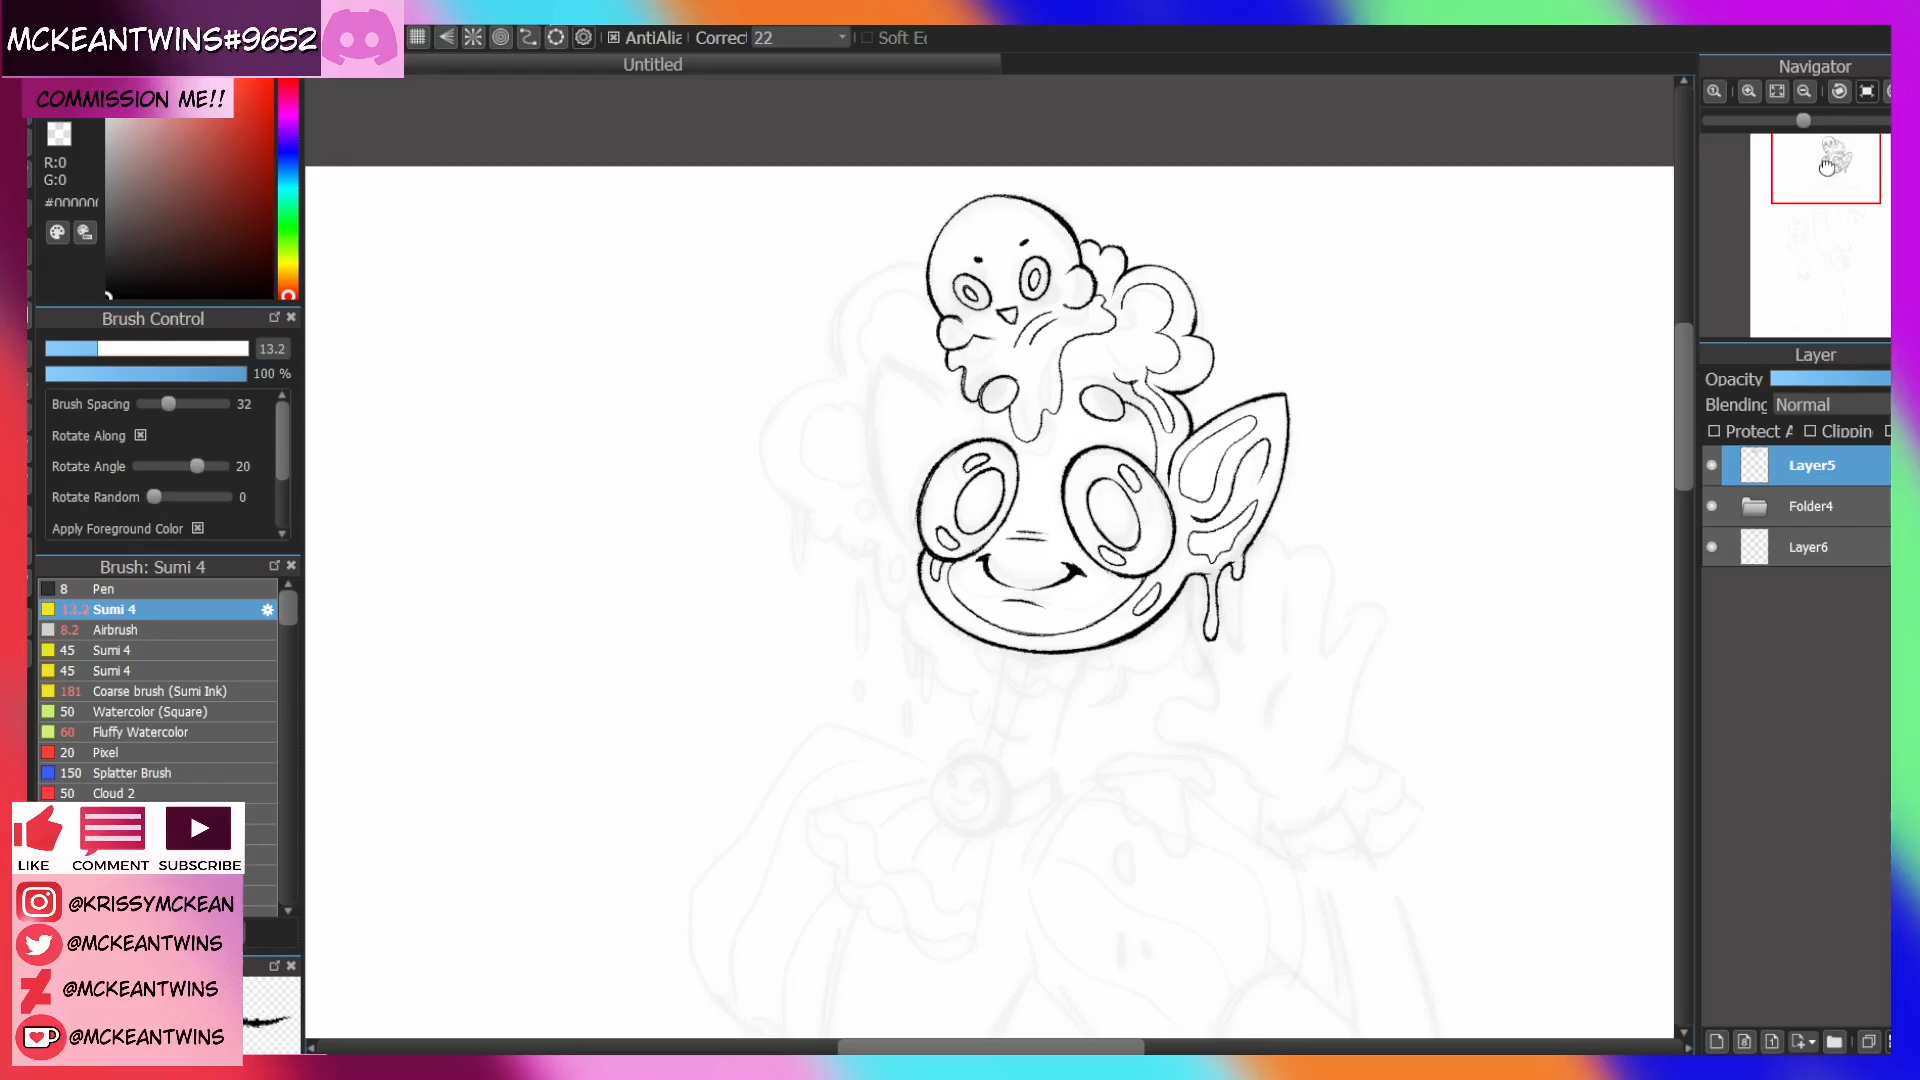 MCKEANTWINS#9652
COMMISSION ME!!
AntiAlia
Correct
22
Soft E
Untitled
Navigator
R:0
G:0
#000000
Brush Control
13.2
100 %
Brush Spacing
32
Rotate Along
Rotate Angle
20
Rotate Random
0
Apply Foreground Color
Brush: Sumi 4
8 Pen
13.2 Sumi 4
8.2 Airbrush
45 Sumi 4
45 Sumi 4
181 Coarse brush (Sumi Ink)
50 Watercolor (Square)
60 Fluffy Watercolor
20 Pixel
150 Splatter Brush
50 Cloud 2
LIKE
COMMENT
SUBSCRIBE
@KRISSYMCKEAN
@MCKEANTWINS
@MCKEANTWINS
@MCKEANTWINS
Layer
Opacity
Blending
Normal
Protect A
Clippin
Layer5
Folder4
Layer6